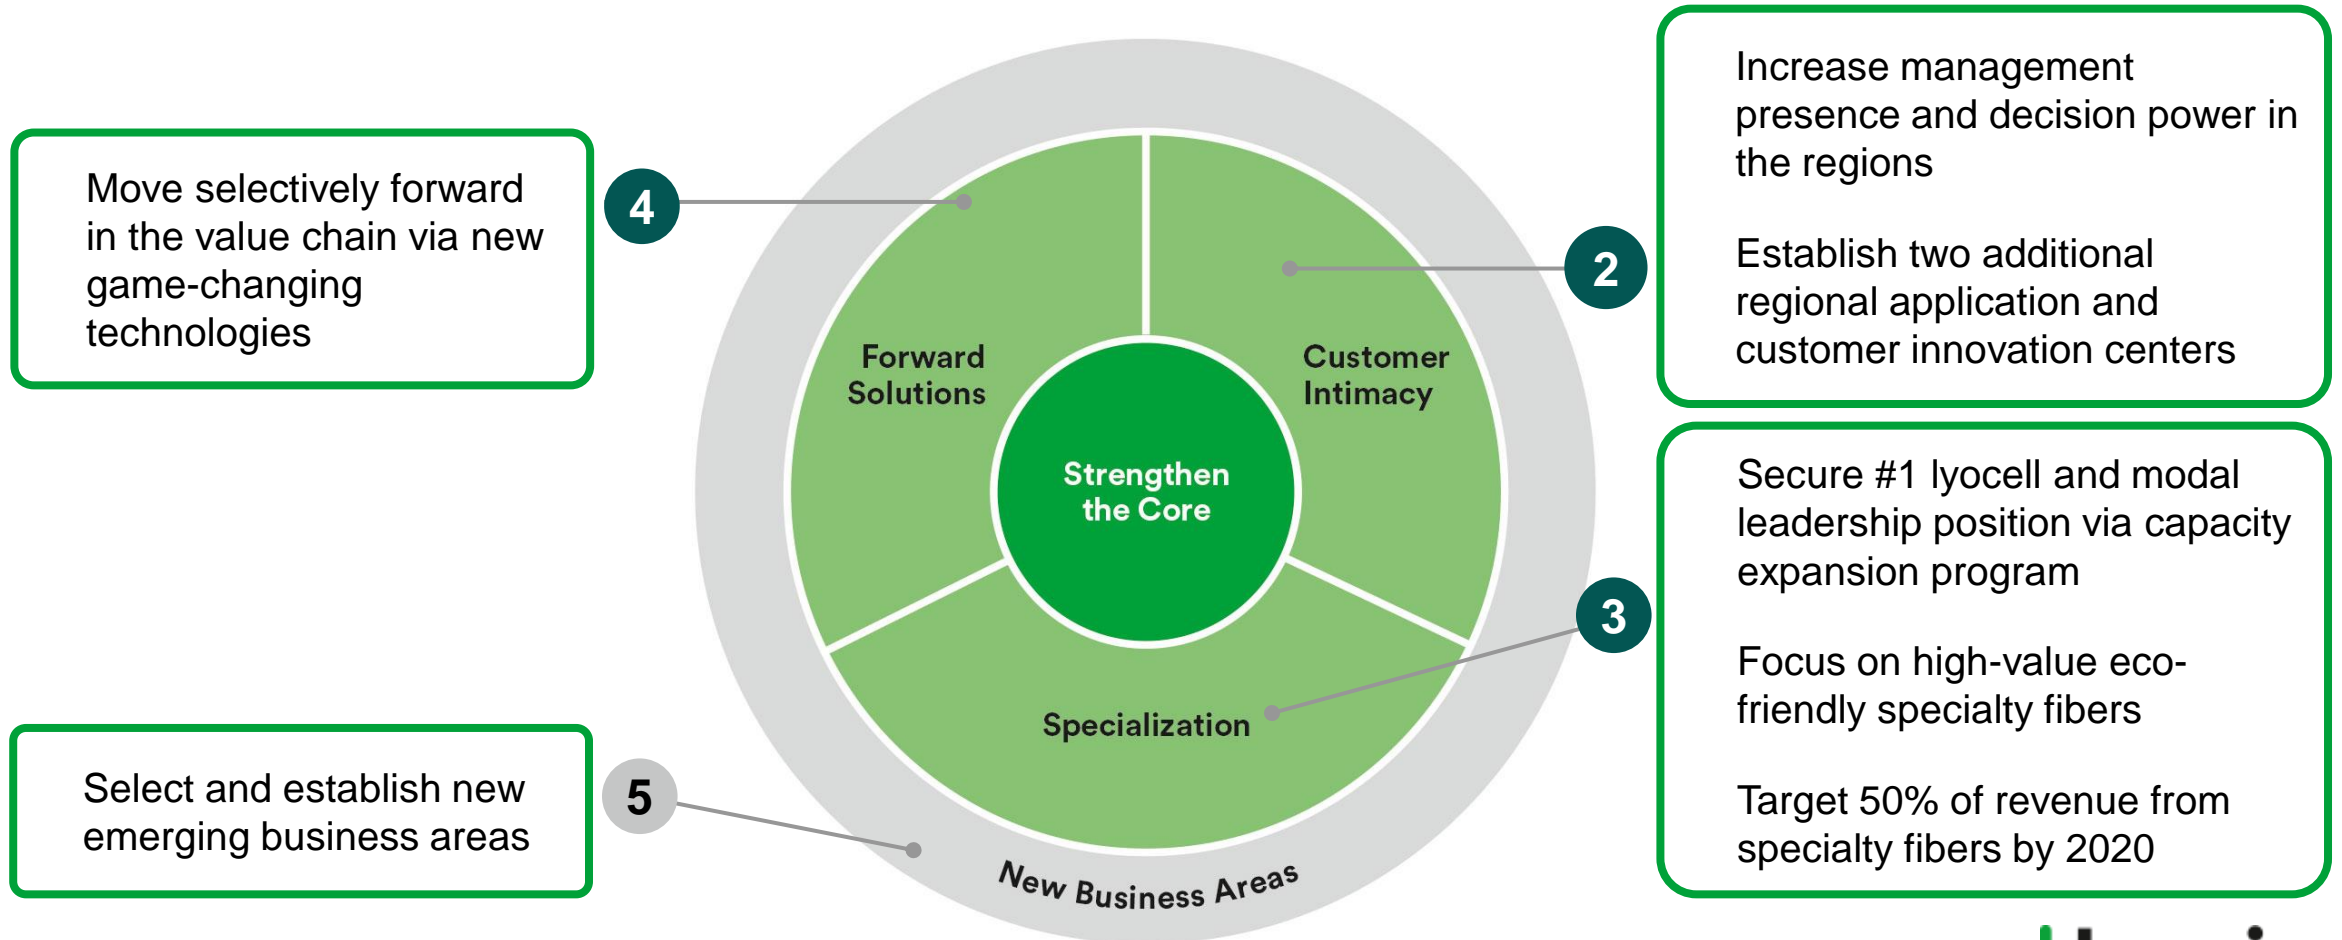 Move selectively forward
in the value chain via new
game-changing
technologies
4
Forward
Solutions
Customer
Intimacy
Strengthen
the Core
Specialization
New Business Areas
2
Increase management
presence and decision power in
the regions
Establish two additional
regional application and
customer innovation centers
3
Secure #1 lyocell and modal
leadership position via capacity
expansion program
Focus on high-value eco-
friendly specialty fibers
Target 50% of revenue from
specialty fibers by 2020
Select and establish new
emerging business areas
5